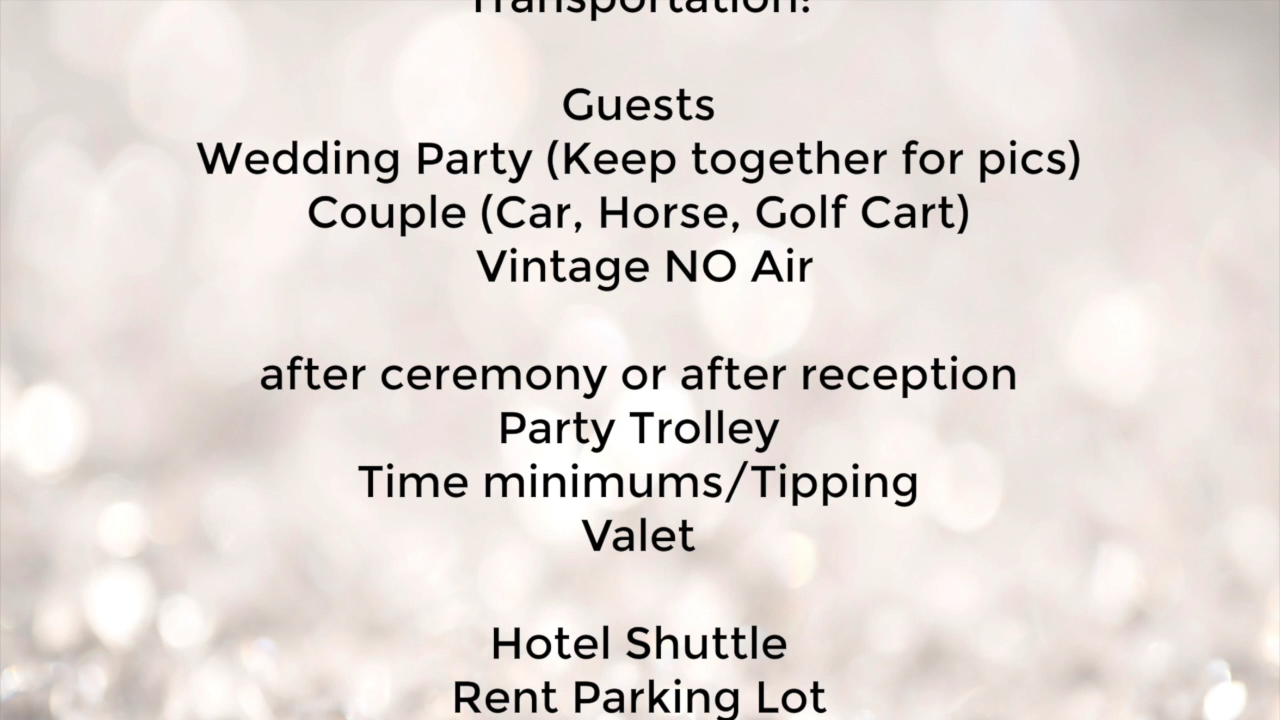 Transportation!
Guests
Wedding Party (Keep together for pics)
Couple (Car, Horse, Golf Cart)
Vintage NO Air
after ceremony or after reception
Party Trolley
Time minimums/Tipping
Valet
Hotel Shuttle
Rent Parking Lot